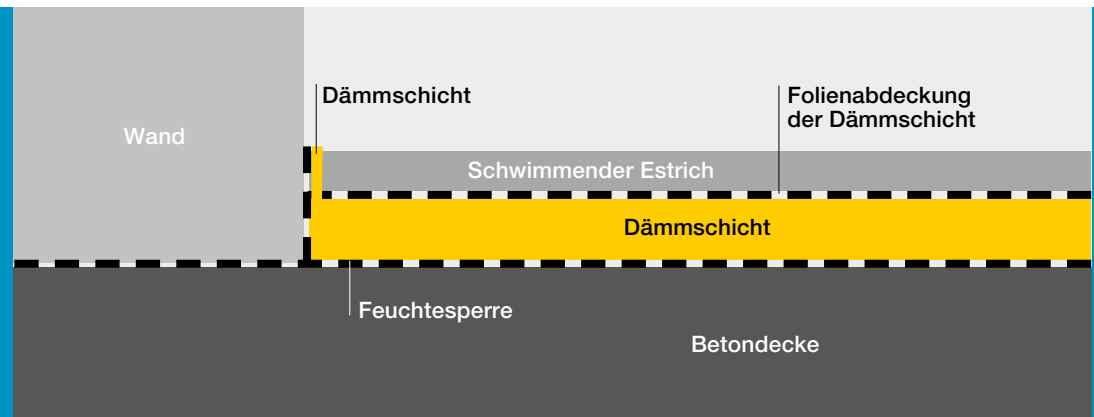 Dämmschicht
Folienabdeckung
der Dämmschicht
Wand
Schwimmender Estrich
Dämmschicht
Feuchtesperre
Betondecke